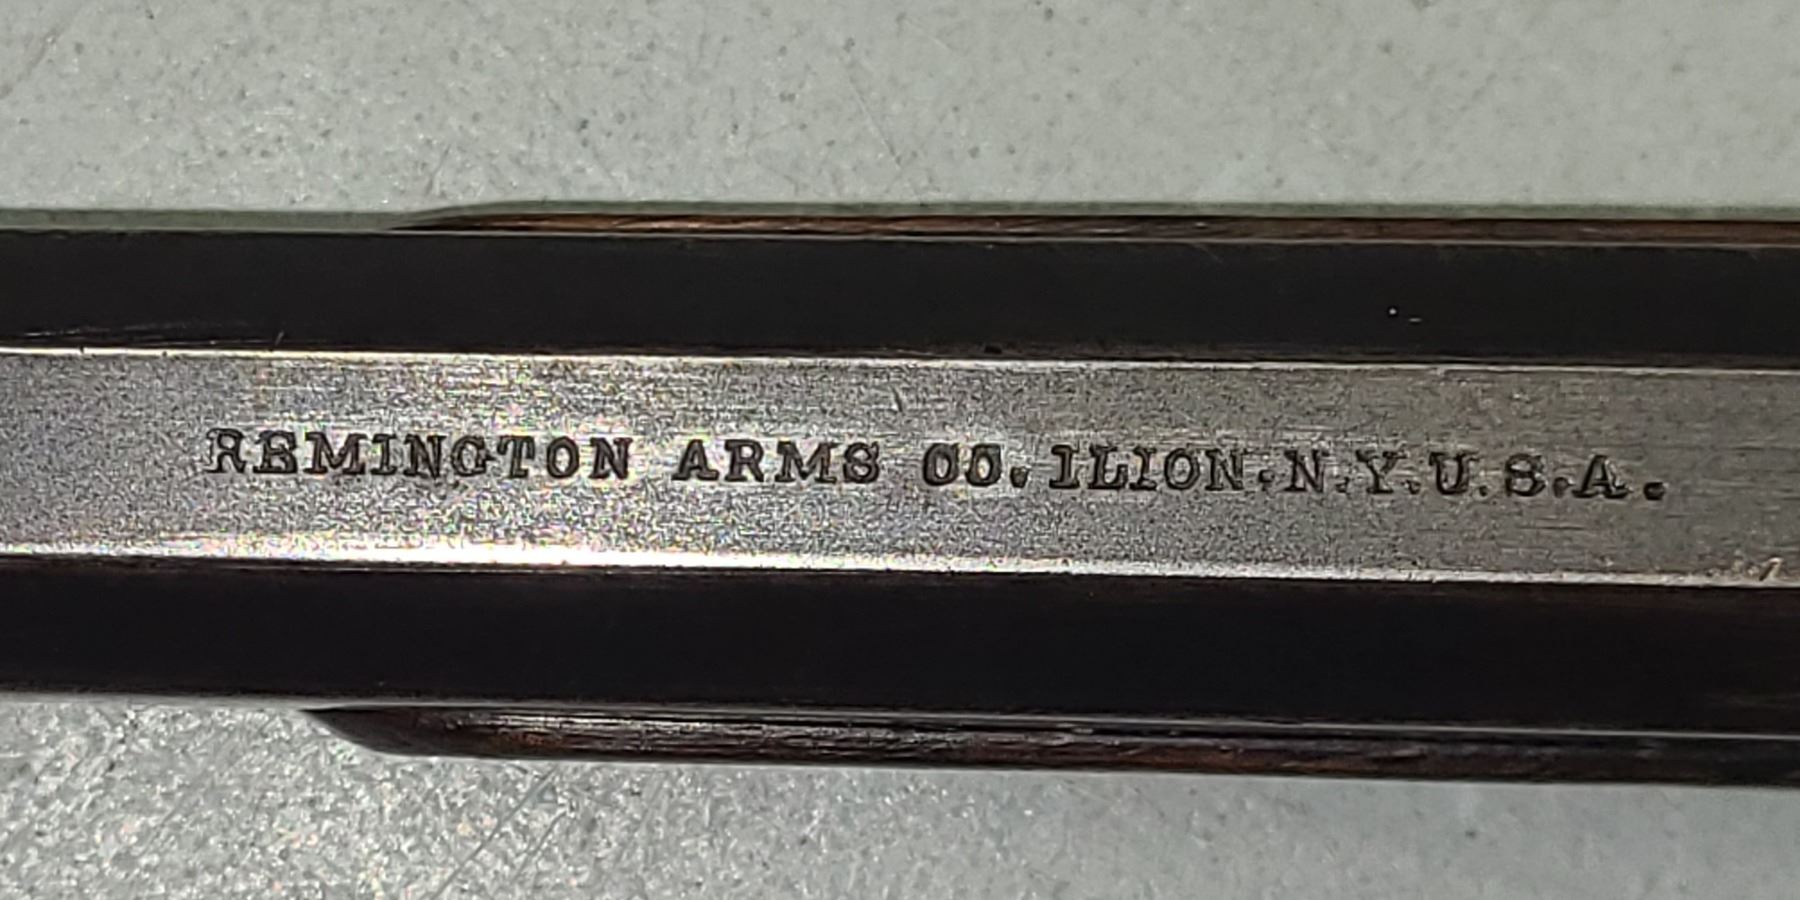 REMINGTON ARMS CO. ILION. N.Y. U.S.A.